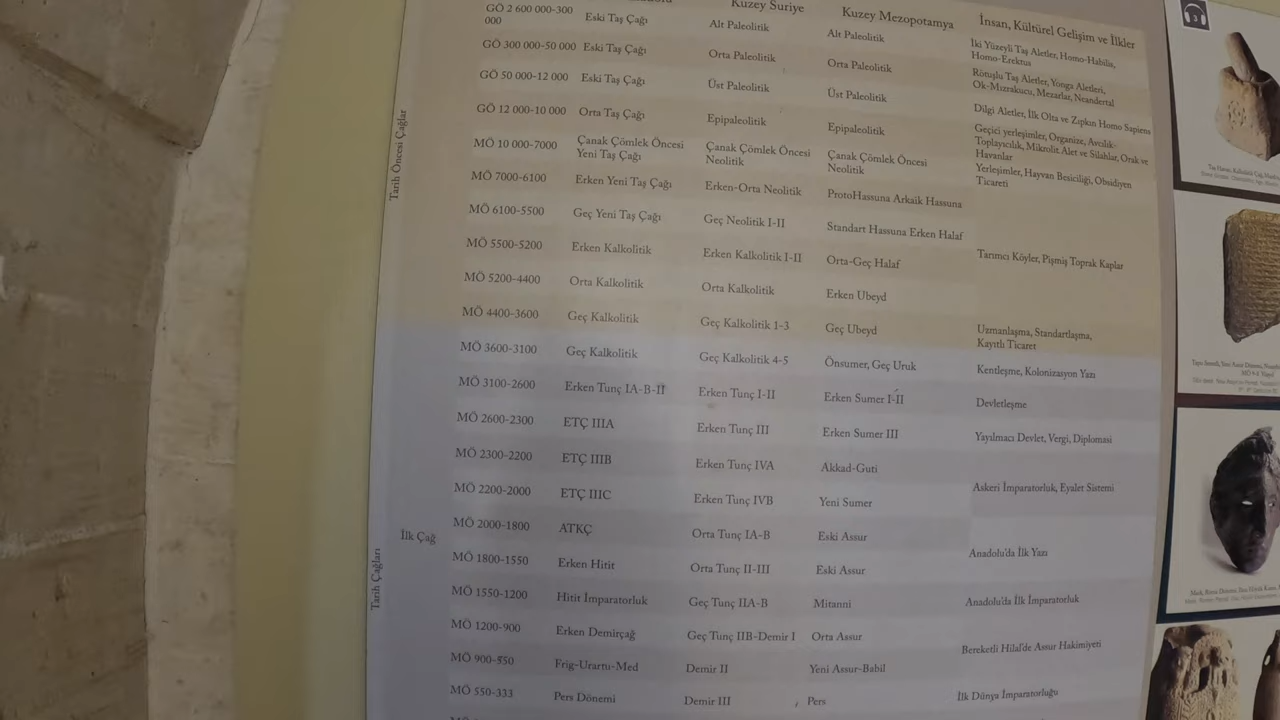 Kuzey Suriye Kuzey Mezopotamya İnsan, Kültürel Gelişim ve İlkler
GÖ 2 600 000-300 000 Eski Taş Çağı Alt Paleolitik Alt Paleolitik İki Yüzeyli Taş Aletler, Homo-Habilis, Homo-Erektus
GÖ 300 000-50 000 Eski Taş Çağı Orta Paleolitik Orta Paleolitik Rötuşlu Taş Aletler, Yonga Aletleri, Ok-Mızrakucu, Mezarlar, Neandertal
GÖ 50 000-12 000 Eski Taş Çağı Üst Paleolitik Üst Paleolitik Dilgi Aletler, İlk Olta ve Zıpkın Homo Sapiens
GÖ 12 000-10 000 Orta Taş Çağı Epipaleolitik Epipaleolitik Geçici yerleşimler, Organize, Avcılık-Toplayıcılık, Mikrolit Alet ve Silahlar, Orak ve Havanlar
MÖ 10 000-7000 Çanak Çömlek Öncesi Yeni Taş Çağı Çanak Çömlek Öncesi Neolitik Çanak Çömlek Öncesi Neolitik Yerleşimler, Hayvan Besiciliği, Obsidiyen Ticareti
MÖ 7000-6100 Erken Yeni Taş Çağı Erken-Orta Neolitik ProtoHassuna Arkaik Hassuna
MÖ 6100-5500 Geç Yeni Taş Çağı Geç Neolitik I-II Standart Hassuna Erken Halaf
MÖ 5500-5200 Erken Kalkolitik Erken Kalkolitik I-II Orta-Geç Halaf Tarımcı Köyler, Pişmiş Toprak Kaplar
MÖ 5200-4400 Orta Kalkolitik Orta Kalkolitik Erken Ubeyd
MÖ 4400-3600 Geç Kalkolitik Geç Kalkolitik 1-3 Geç Ubeyd Uzmanlaşma, Standartlaşma, Kayıtlı Ticaret
MÖ 3600-3100 Geç Kalkolitik Geç Kalkolitik 4-5 Önsumer, Geç Uruk Kentleşme, Kolonizasyon Yazı
MÖ 3100-2600 Erken Tunç IA-B-II Erken Tunç I-II Erken Sumer I-II Devletleşme
MÖ 2600-2300 ETÇ IIIA Erken Tunç III Erken Sumer III Yayılmacı Devlet, Vergi, Diplomasi
MÖ 2300-2200 ETÇ IIIB Erken Tunç IVA Akkad-Guti
MÖ 2200-2000 ETÇ IIIC Erken Tunç IVB Yeni Sumer Askeri İmparatorluk, Eyalet Sistemi
MÖ 2000-1800 ATKÇ Orta Tunç IA-B Eski Assur
MÖ 1800-1550 Erken Hitit Orta Tunç II-III Eski Assur Anadolu'da İlk Yazı
MÖ 1550-1200 Hitit İmparatorluk Geç Tunç IIA-B Mitanni Anadolu'da İlk İmparatorluk
MÖ 1200-900 Erken Demirçağ Geç Tunç IIB-Demir I Orta Assur Bereketli Hilal'de Assur Hakimiyeti
MÖ 900-550 Frig-Urartu-Med Demir II Yeni Assur-Babil
MÖ 550-333 Pers Dönemi Demir III Pers İlk Dünya İmparatorluğu
Tarih Öncesi Çağlar
Tarih Çağları
İlk Çağ
3